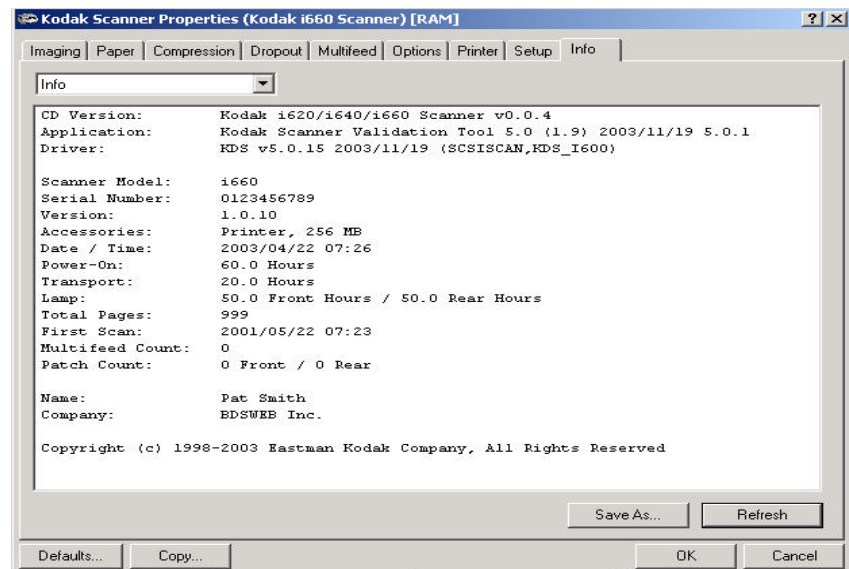 Kodak Scanner Properties (Kodak i660 Scanner) [RAM]
Imaging Paper Compression Dropout Multifeed Options Printer Setup Info
Info
CD Version: Kodak i620/i640/i660 Scanner v0.0.4
Application: Kodak Scanner Validation Tool 5.0 (1.9) 2003/11/19 5.0.1
Driver: KDS v5.0.15 2003/11/19 (SCSISCAN,KDS_I600)
Scanner Model: i660
Serial Number: 0123456789
Version: 1.0.10
Accessories: Printer, 256 MB
Date / Time: 2003/04/22 07:26
Power-On: 60.0 Hours
Transport: 20.0 Hours
Lamp: 50.0 Front Hours / 50.0 Rear Hours
Total Pages: 999
First Scan: 2001/05/22 07:23
Multifeed Count: 0
Patch Count: 0 Front / 0 Rear
Name: Pat Smith
Company: BDSWEB Inc.
Copyright (c) 1998-2003 Eastman Kodak Company, All Rights Reserved
Save As... Refresh
Defaults... Copy... OK Cancel